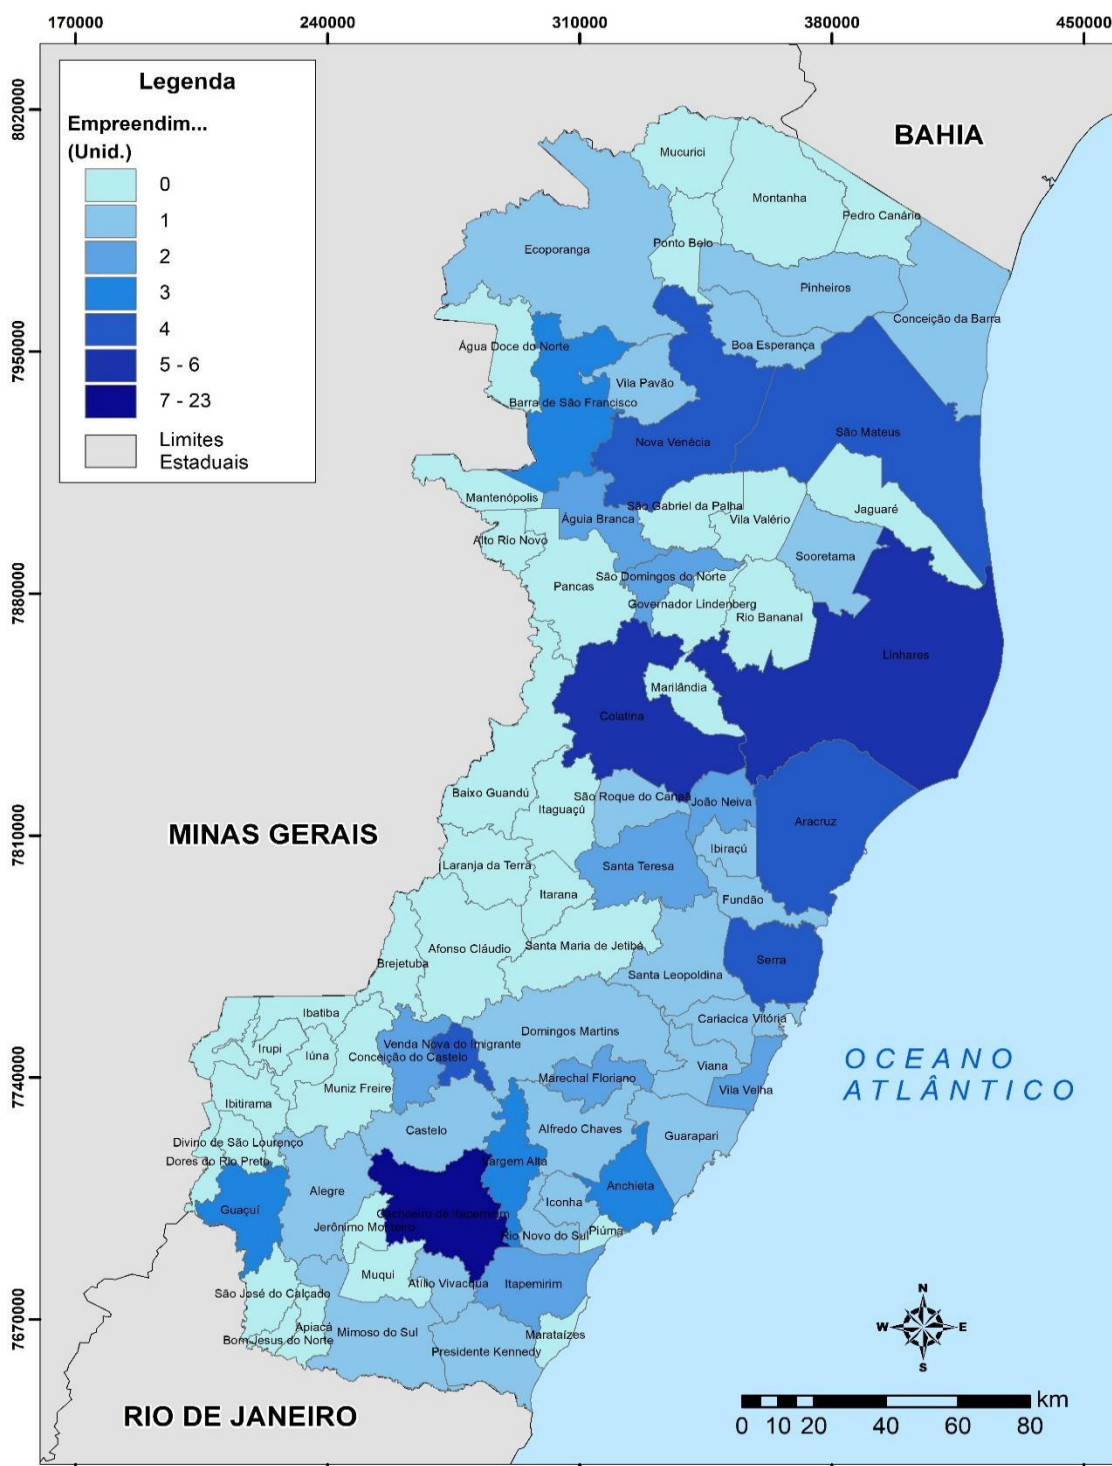 170000 240000 310000 380000 450000
Legenda
Empreendim...
(Unid.)
0
1
2
3
4
5 - 6
7 - 23
Limites
Estaduais
8020000
7950000
7880000
7810000
7740000
7670000
BAHIA
MINAS GERAIS
RIO DE JANEIRO
OCEANO
ATLÂNTICO
Mucurici
Montanha
Pedro Canário
Ponto Belo
Ecoporanga
Pinheiros
Conceição da Barra
Água Doce do Norte
Boa Esperança
Vila Pavão
Barra de São Francisco
Nova Venécia
São Mateus
Mantenópolis
São Gabriel da Palha
Jaguaré
Águia Branca
Vila Valério
Alto Rio Novo
Sooretama
Pancas
São Domingos do Norte
Governador Lindenberg
Rio Bananal
Linhares
Marilândia
Colatina
Baixo Guandú
São Roque do Canaã
João Neiva
Itaguaçú
Aracruz
Ibiraçú
Laranja da Terra
Santa Teresa
Itarana
Fundão
Afonso Cláudio
Santa Maria de Jetibá
Brejetuba
Serra
Santa Leopoldina
Ibatiba
Cariacica
Vitória
Domingos Martins
Venda Nova do Imigrante
Irupi
Iúna
Conceição do Castelo
Viana
Marechal Floriano
Muniz Freire
Vila Velha
Ibitirama
Castelo
Alfredo Chaves
Guarapari
Divino de São Lourenço
Dores do Rio Preto
Vargem Alta
Anchieta
Alegre
Iconha
Guaçuí
Cachoeiro de Itapemirim
Jerônimo Monteiro
Rio Novo do Sul
Piúma
Muqui
Atílio Vivacqua
Itapemirim
São José do Calçado
Apiacá
Mimoso do Sul
Bom Jesus do Norte
Marataízes
Presidente Kennedy
N
W E
S
km
0 10 20 40 60 80